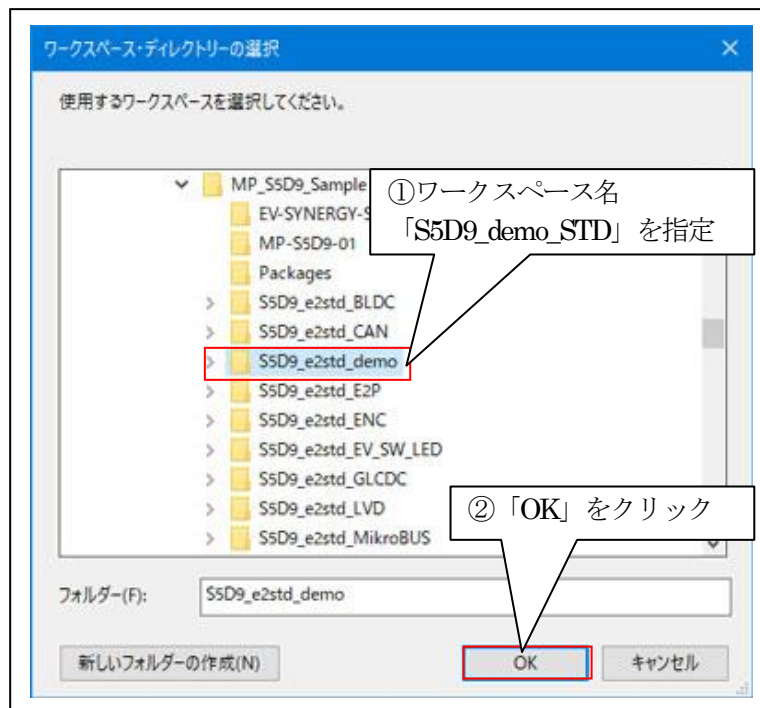 ワークスペース・ディレクトリーの選択
使用するワークスペースを選択してください。
MP_S5D9_Sample
EV-SYNERGY-S
MP-S5D9-01
Packages
S5D9_e2std_BLDC
S5D9_e2std_CAN
S5D9_e2std_demo
S5D9_e2std_E2P
S5D9_e2std_ENC
S5D9_e2std_EV_SW_LED
S5D9_e2std_GLCDC
S5D9_e2std_LVD
S5D9_e2std_MikroBUS
①ワークスペース名
「S5D9_demo_STD」を指定
②「OK」をクリック
フォルダー(F): S5D9_e2std_demo
新しいフォルダーの作成(N) OK キャンセル